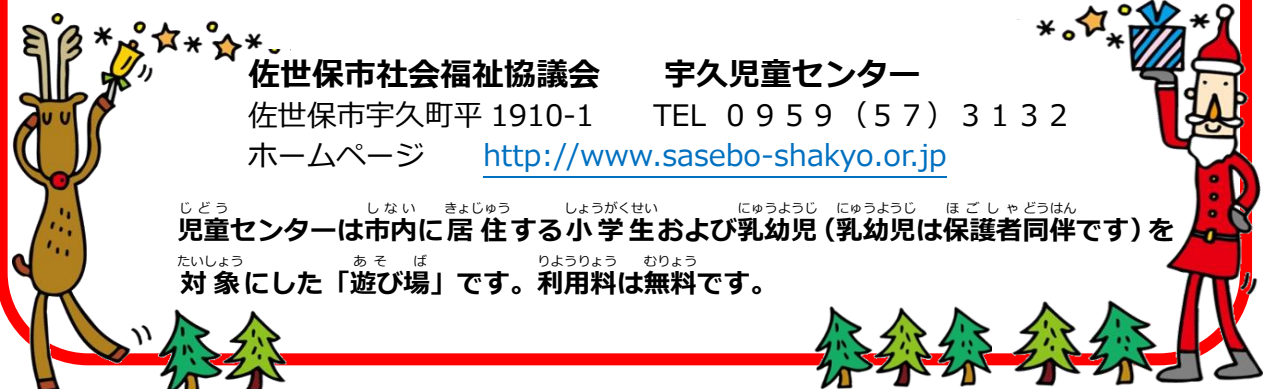 佐世保市社会福祉協議会　　宇久児童センター
佐世保市宇久町平 1910-1　　TEL ０９５９（５７）３１３２
ホームページ　　http://www.sasebo-shakyo.or.jp
じどう　しない　きょじゅう　しょうがくせい　にゅうようじ　にゅうようじ　ほごしゃどうはん
児童センターは市内に居住する小学生および乳幼児（乳幼児は保護者同伴です）を
たいしょう　あそ　ば　りようりょう　むりょう
対象にした「遊び場」です。利用料は無料です。